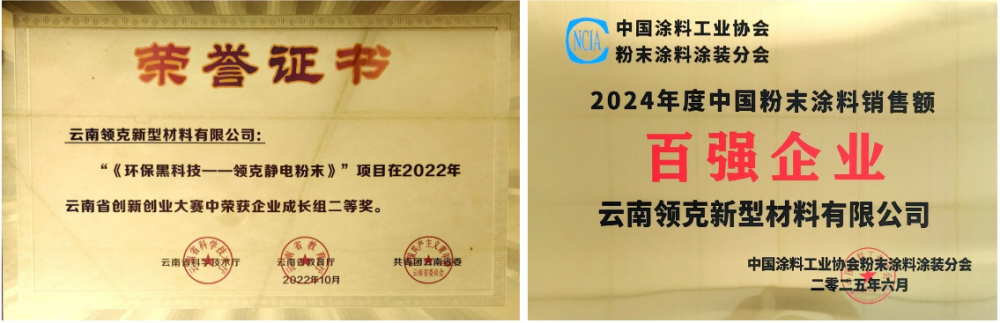 荣誉证书
云南领克新型材料有限公司：
“《环保黑科技——领克静电粉末》”项目在2022年
云南省创新创业大赛中荣获企业成长组二等奖。
云南省科学技术厅
云南省教育厅
共青团云南省委
2022年10月
NCIA
中国涂料工业协会
粉末涂料涂装分会
2024年度中国粉末涂料销售额
百强企业
云南领克新型材料有限公司
中国涂料工业协会粉末涂料涂装分会
二零二五年六月